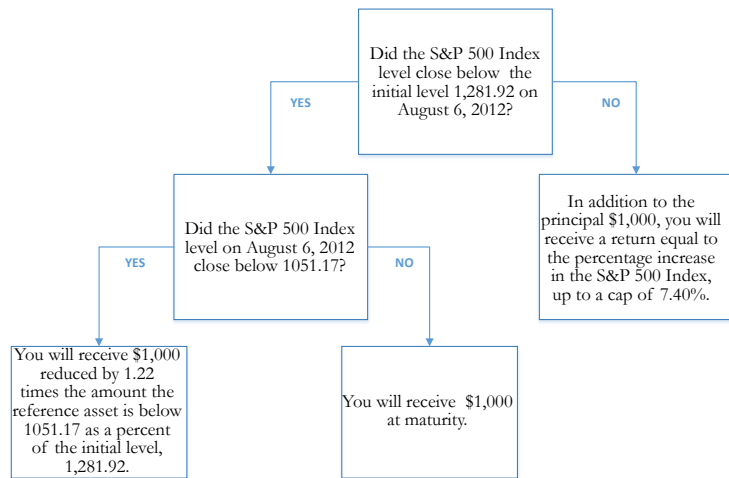 Did the S&P 500 Index
level close below the
initial level 1,281.92 on
August 6, 2012?
YES
NO
Did the S&P 500 Index
level on August 6, 2012
close below 1051.17?
In addition to the
principal $1,000, you will
receive a return equal to
the percentage increase
in the S&P 500 Index,
up to a cap of 7.40%.
YES
NO
You will receive $1,000
reduced by 1.22
times the amount the
reference asset is below
1051.17 as a percent
of the initial level,
1,281.92.
You will receive $1,000
at maturity.